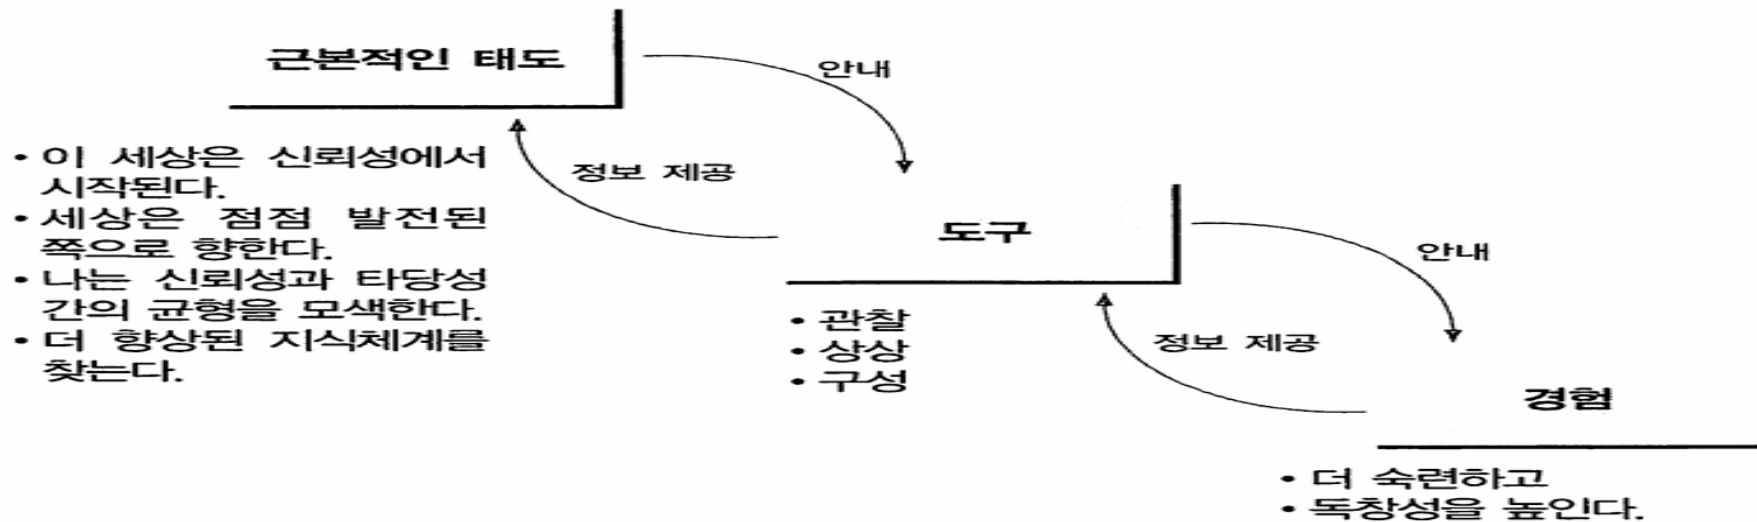 근본적인 태도
안내
• 이 세상은 신뢰성에서
시작된다.
• 세상은 점점 발전된
쪽으로 향한다.
• 나는 신뢰성과 타당성
간의 균형을 모색한다.
• 더 향상된 지식체계를
찾는다.
정보 제공
도구
안내
• 관찰
• 상상
• 구성
정보 제공
경험
• 더 숙련하고
• 독창성을 높인다.